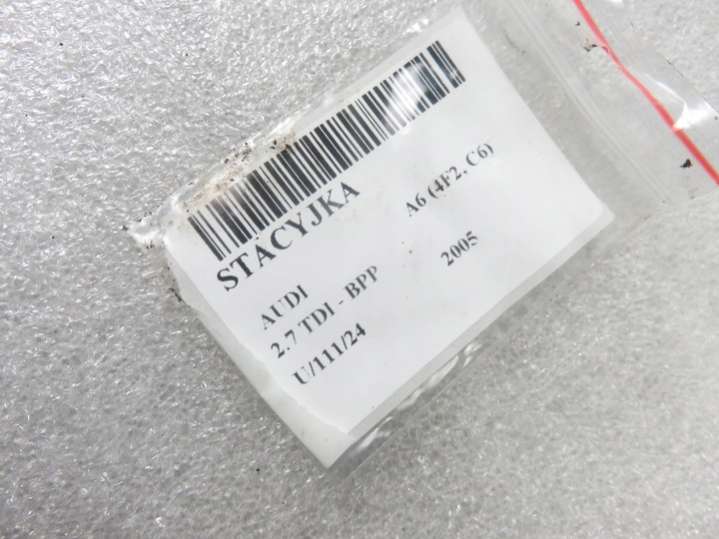 STACYJKA
AUDI A6 (4F2, C6)
2.7 TDI - BPP 2005
U/111/24